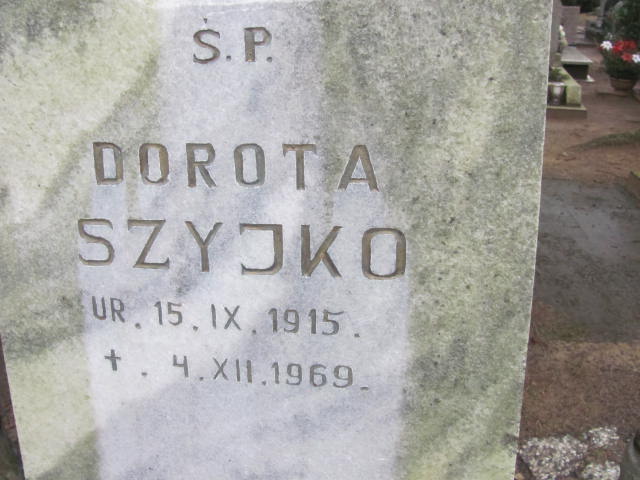 Ś.P.
DOROTA
SZYJKO
UR. 15. IX. 1915.
✝. 4. XII. 1969.